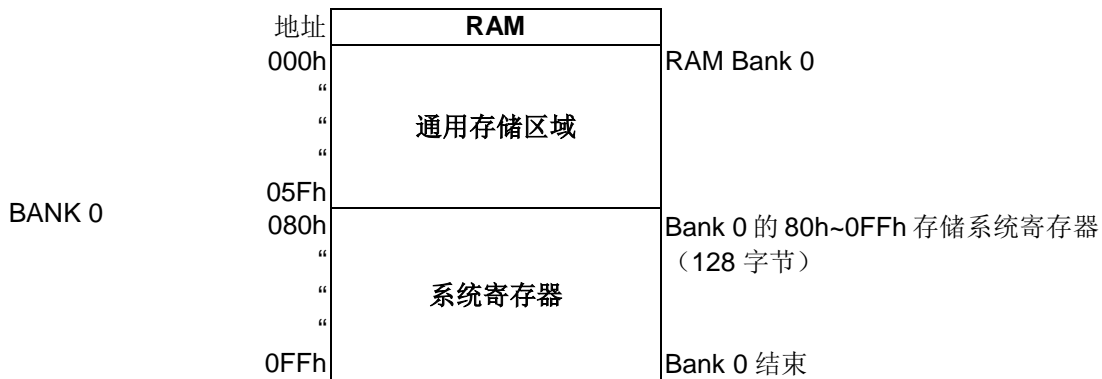 地址 RAM
000h RAM Bank 0
“
“ 通用存储区域
“
05Fh
BANK 0
080h Bank 0 的 80h~0FFh 存储系统寄存器
“ （128 字节）
“ 系统寄存器
“
0FFh Bank 0 结束